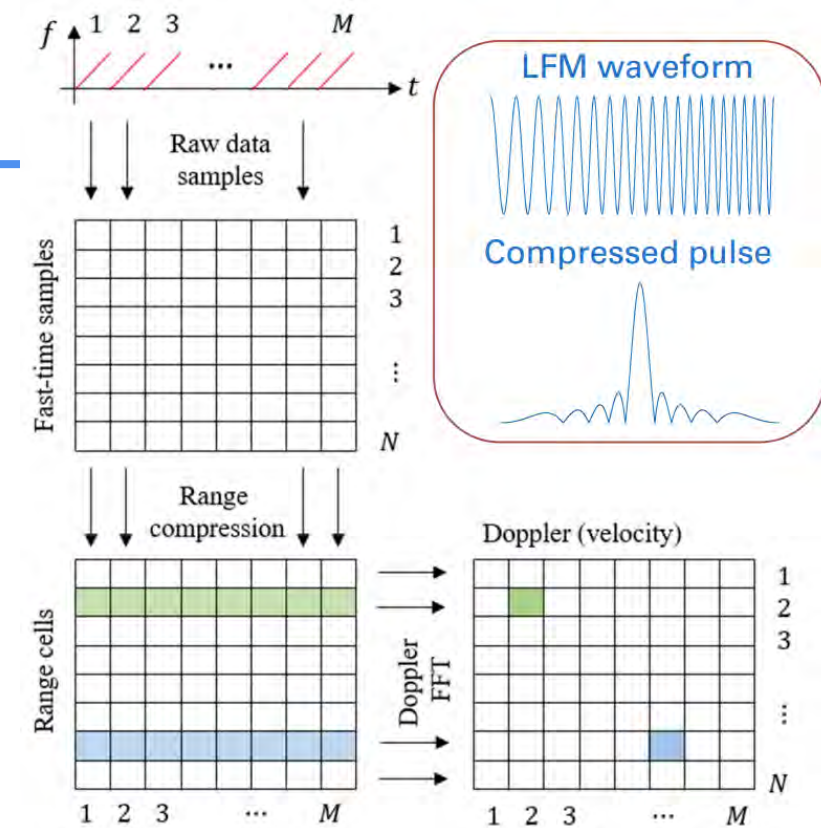 f 1 2 3 ... M
t
Raw data
samples
Fast-time samples
1
2
3
⋮
N
LFM waveform
Compressed pulse
Range
compression
Range cells
1 2 3 ... M
Doppler
FFT
Doppler (velocity)
1
2
3
⋮
N
1 2 3 ... M